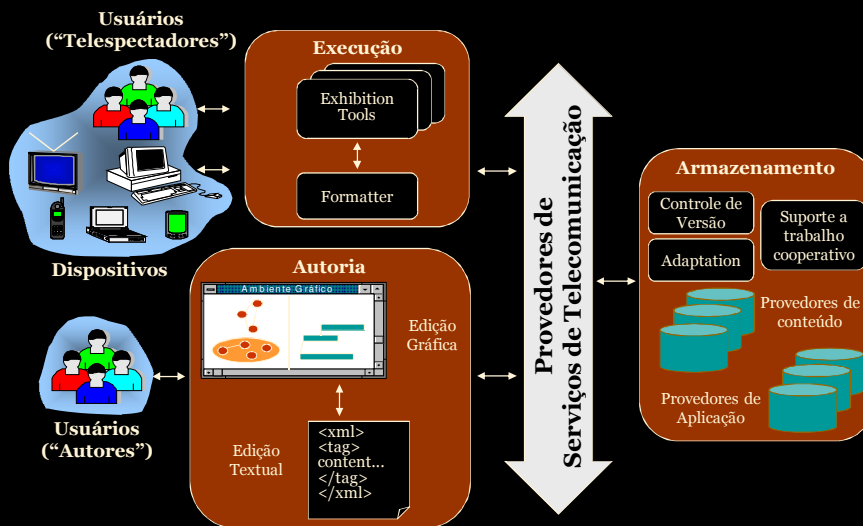 Usuários
(“Telespectadores”)
Dispositivos
Execução
Exhibition
Tools
Formatter
Autoria
Ambiente Gráfico
Edição
Gráfica
Edição
Textual
<xml>
<tag>
content...
</tag>
</xml>
Usuários
(“Autores”)
Provedores de
Serviços de Telecomunicação
Armazenamento
Controle de
Versão
Adaptation
Suporte a
trabalho
cooperativo
Provedores de
conteúdo
Provedores de
Aplicação